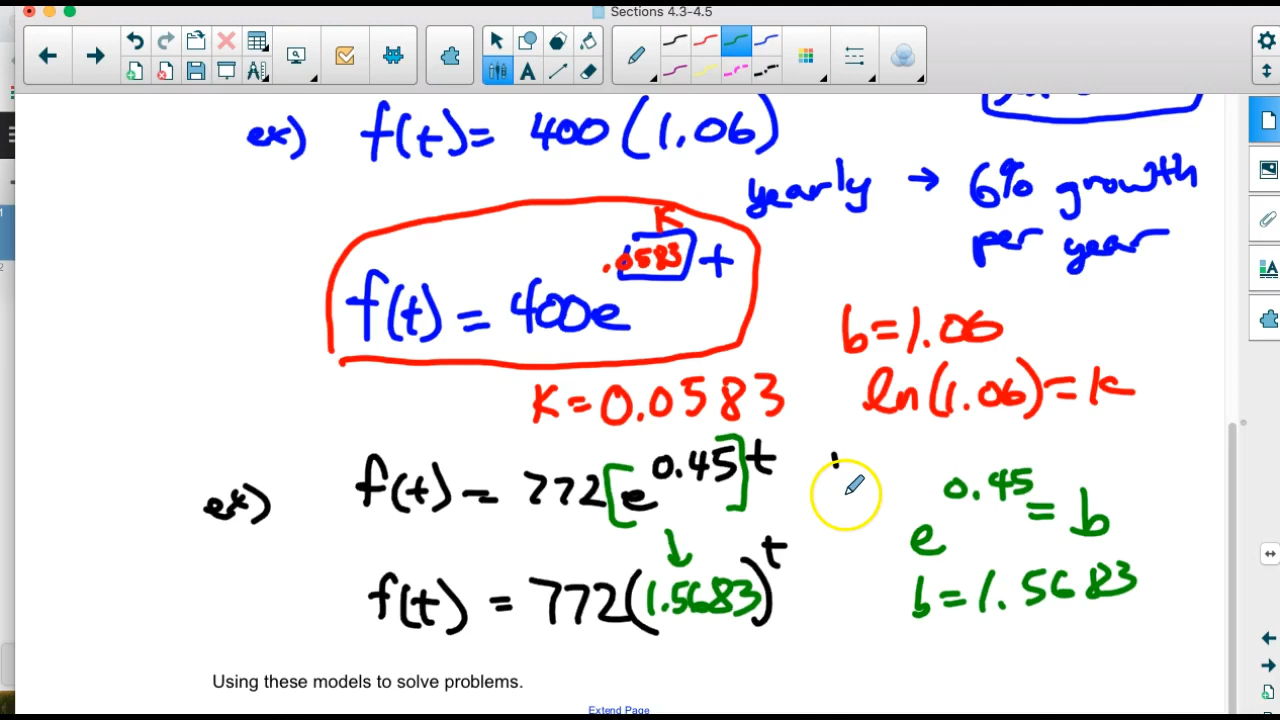 Sections 4.3-4.5
ex) f(t)= 400(1.06)
yearly → 6% growth
per year
K
.0583 t
f(t) = 400e
b=1.06
K=0.0583
ln(1.06)=k
ex) f(t) = 772[e^0.45]^t
e^0.45 = b
↓
f(t) = 772(1.5683)^t
b=1.5683
Using these models to solve problems.
Extend Page